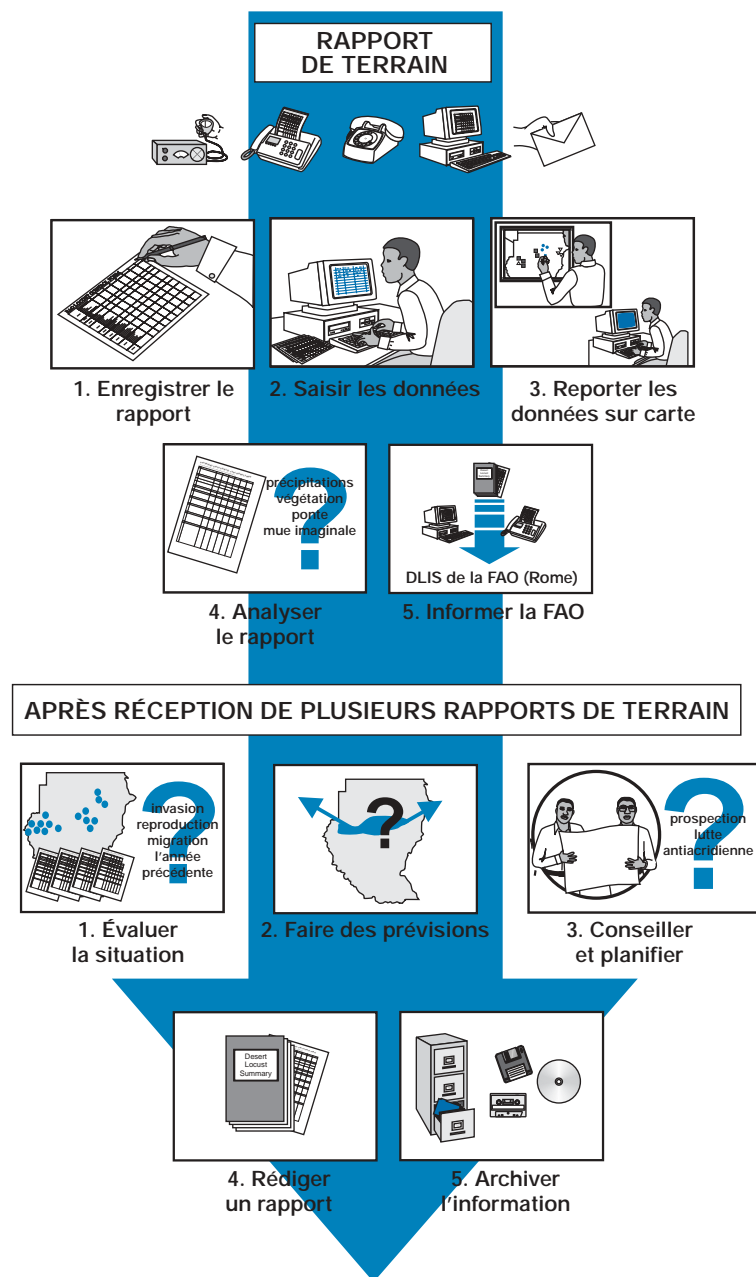 RAPPORT
DE TERRAIN
1. Enregistrer le
rapport
2. Saisir les données
3. Reporter les
données sur carte
précipitations
végétation
ponte
mue imaginale
?
4. Analyser
le rapport
DLIS de la FAO (Rome)
5. Informer la FAO
APRÈS RÉCEPTION DE PLUSIEURS RAPPORTS DE TERRAIN
invasion
reproduction
migration
l'année
précédente
?
1. Évaluer
la situation
?
2. Faire des prévisions
prospection
lutte
antiacridienne
?
3. Conseiller
et planifier
Desert
Locust
Summary
4. Rédiger
un rapport
5. Archiver
l'information